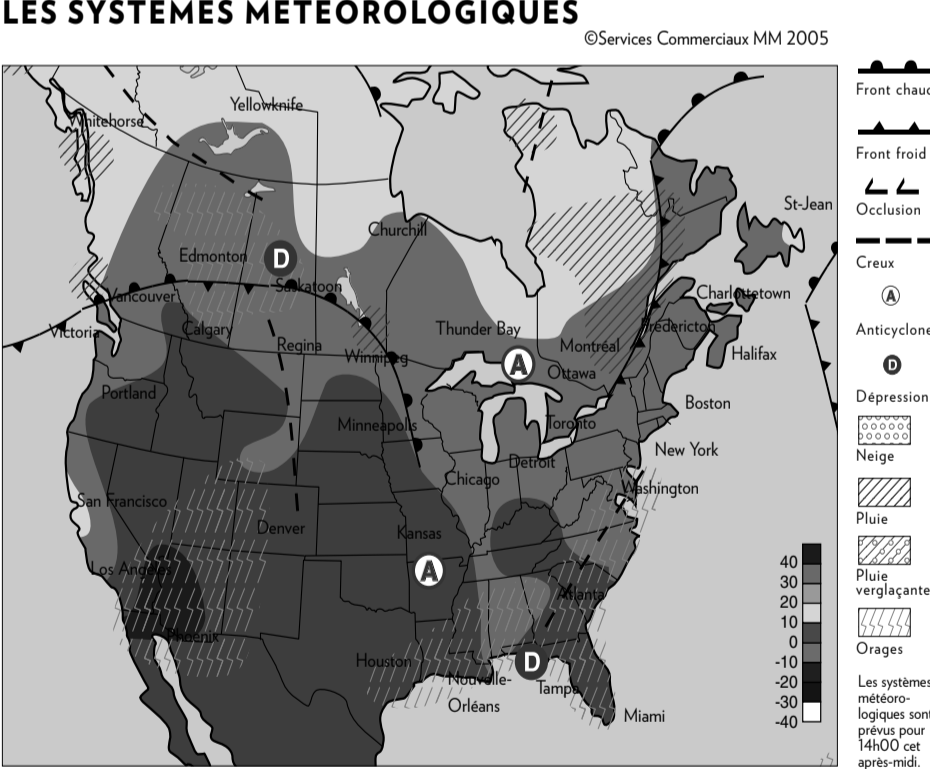 LES SYSTÈMES MÉTÉOROLOGIQUES
©Services Commerciaux MM 2005
Yellowknife
Whitehorse
St-Jean
Churchill
Edmonton
D
Saskatoon
Vancouver
Charlottetown
Victoria
Calgary
Thunder Bay
Fredericton
Regina
Winnipeg
Montréal
Halifax
A
Ottawa
Portland
Boston
Minneapolis
Toronto
New York
Detroit
Chicago
Washington
San Francisco
Denver
Kansas
Los Angeles
A
Atlanta
Phoenix
Houston
D
Nouvelle-
Orléans
Tampa
Miami
Front chaud
Front froid
Occlusion
Creux
A
Anticyclone
D
Dépression
Neige
Pluie
Pluie
verglaçante
Orages
40
30
20
10
0
-10
-20
-30
-40
Les systèmes
météoro-
logiques sont
prévus pour
14h00 cet
après-midi.